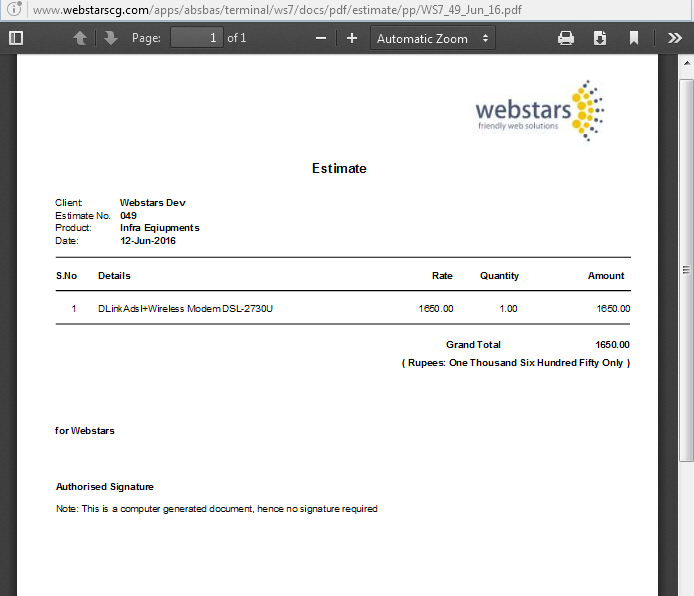 www.webstarscg.com/apps/absbas/terminal/ws7/docs/pdf/estimate/pp/WS7_49_Jun_16.pdf
Page: 1 of 1 Automatic Zoom
webstars
friendly web solutions
Estimate
Client: Webstars Dev
Estimate No. 049
Product: Infra Eqiupments
Date: 12-Jun-2016
S.No Details Rate Quantity Amount
1 DLink Adsl+Wireless Modem DSL-2730U 1650.00 1.00 1650.00
Grand Total 1650.00
( Rupees: One Thousand Six Hundred Fifty Only )
for Webstars
Authorised Signature
Note: This is a computer generated document, hence no signature required